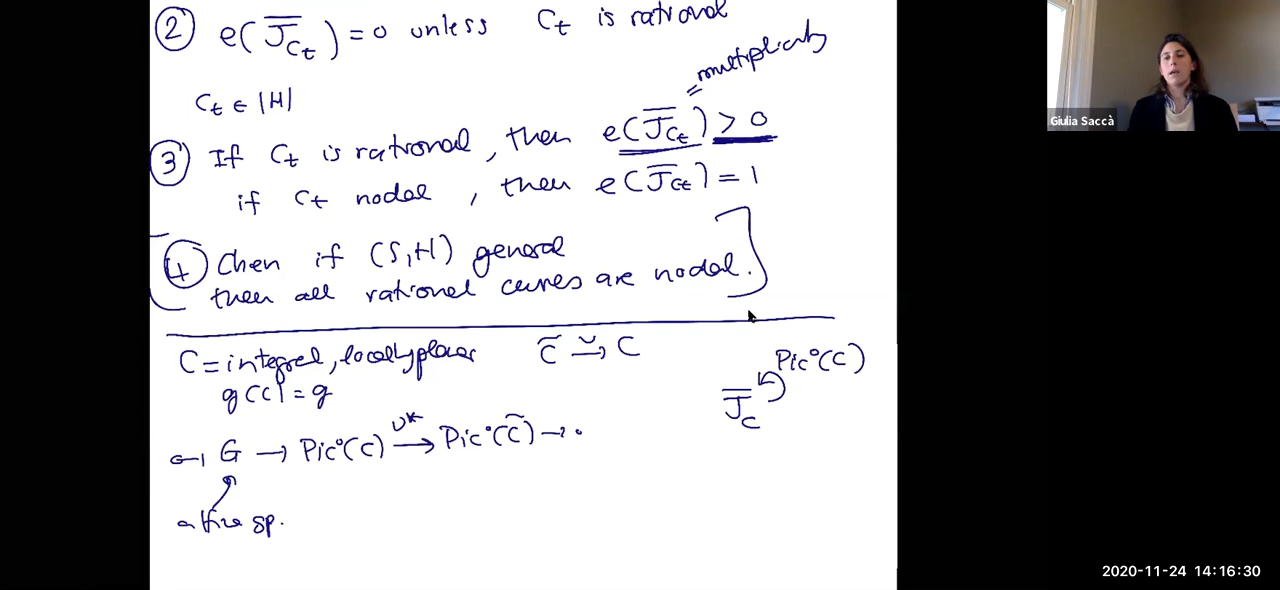 ② e(J̅_{C_t}) = 0 unless C_t is rational
C_t ∈ |H|
= multiplicity
③ If C_t is rational, then e(J̅_{C_t}) > 0
if C_t nodal, then e(J̅_{C_t}) = 1
④ Chen if (S,H) general
then all rational curves are nodal.
C = integral, locally planar C̃ →^ν C
g(C) = g
Pic°(C)
J̅_C
0 → G → Pic°(C) →^{ν*} Pic°(C̃) → 0
affine sp.
Giulia Saccà
2020-11-24 14:16:30